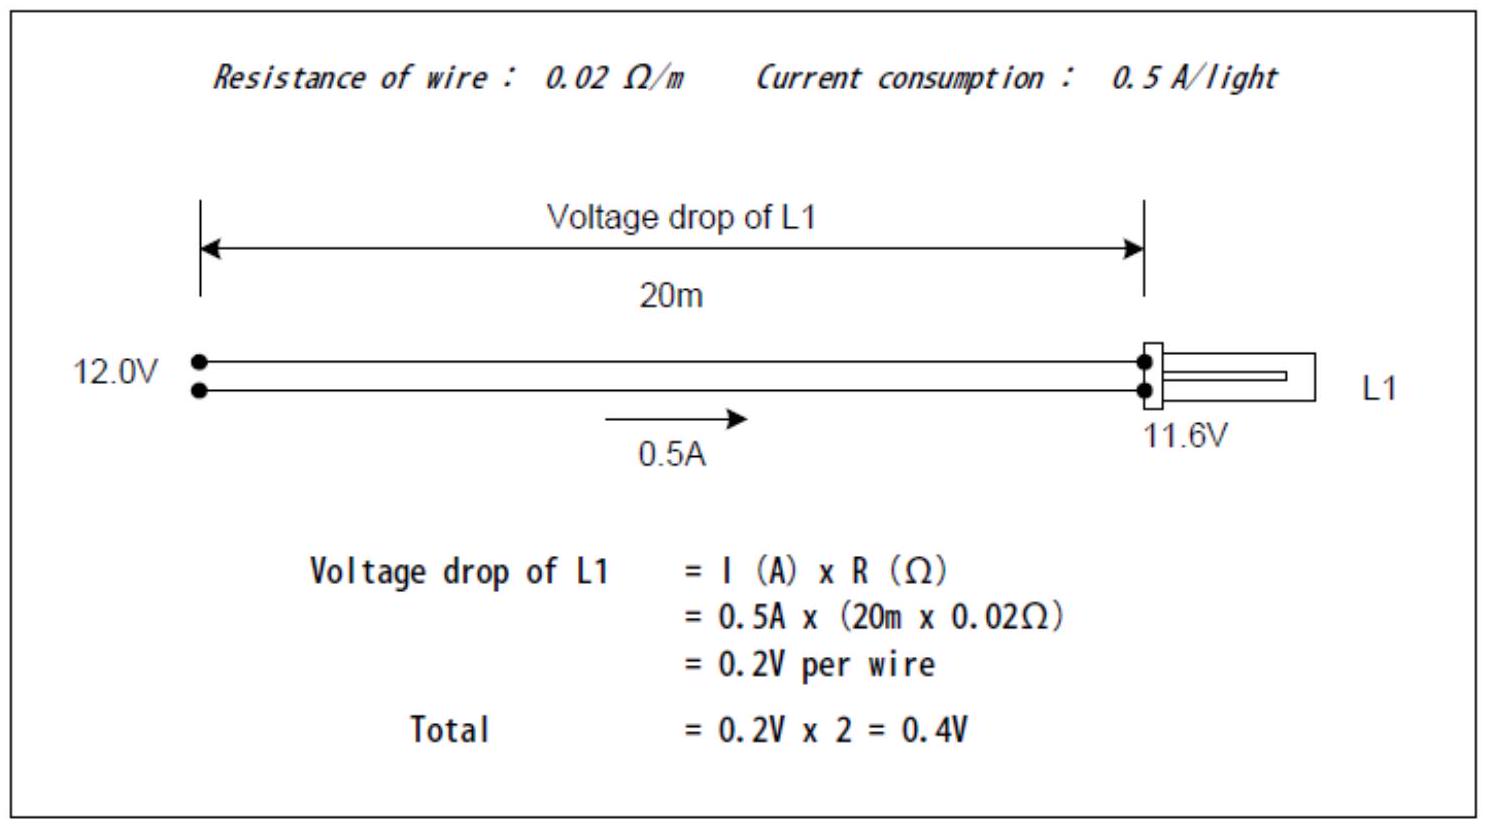 Resistance of wire : 0.02 Ω/m Current consumption : 0.5 A/light
Voltage drop of L1
20m
12.0V
L1
11.6V
0.5A
Voltage drop of L1 = I (A) x R (Ω)
= 0.5A x (20m x 0.02Ω)
= 0.2V per wire
Total = 0.2V x 2 = 0.4V